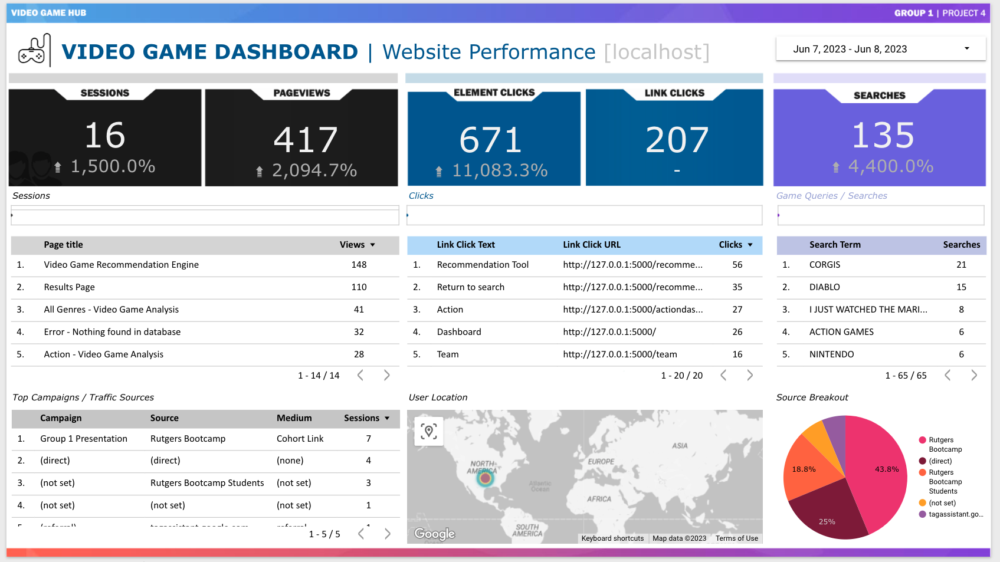 VIDEO GAME HUB
GROUP 1 | PROJECT 4
VIDEO GAME DASHBOARD | Website Performance [localhost]
Jun 7, 2023 - Jun 8, 2023
SESSIONS
16
1,500.0%
PAGEVIEWS
417
2,094.7%
ELEMENT CLICKS
671
11,083.3%
LINK CLICKS
207
-
SEARCHES
135
4,400.0%
Sessions
Clicks
Game Queries / Searches
Page title Views
1. Video Game Recommendation Engine 148
2. Results Page 110
3. All Genres - Video Game Analysis 41
4. Error - Nothing found in database 32
5. Action - Video Game Analysis 28
1 - 14 / 14
Link Click Text Link Click URL Clicks
1. Recommendation Tool http://127.0.0.1:5000/recomme... 56
2. Return to search http://127.0.0.1:5000/recomme... 35
3. Action http://127.0.0.1:5000/actiondas... 27
4. Dashboard http://127.0.0.1:5000/ 26
5. Team http://127.0.0.1:5000/team 16
1 - 20 / 20
Search Term Searches
1. CORGIS 21
2. DIABLO 15
3. I JUST WATCHED THE MARI... 8
4. ACTION GAMES 6
5. NINTENDO 6
1 - 65 / 65
Top Campaigns / Traffic Sources
Campaign Source Medium Sessions
1. Group 1 Presentation Rutgers Bootcamp Cohort Link 7
2. (direct) (direct) (none) 4
3. (not set) Rutgers Bootcamp Students (not set) 3
4. (not set) (not set) (not set) 1
5. (referral) tagassistant.google.com referral 1
1 - 5 / 5
User Location
NORTH
AMERICA
EUROPE
ASIA
Atlantic
Ocean
AFRICA
SOUTH
AMERICA
Google
Keyboard shortcuts
Map data ©2023
Terms of Use
Source Breakout
43.8%
25%
18.8%
Rutgers
Bootcamp
(direct)
Rutgers
Bootcamp
Students
(not set)
tagassistant.go...